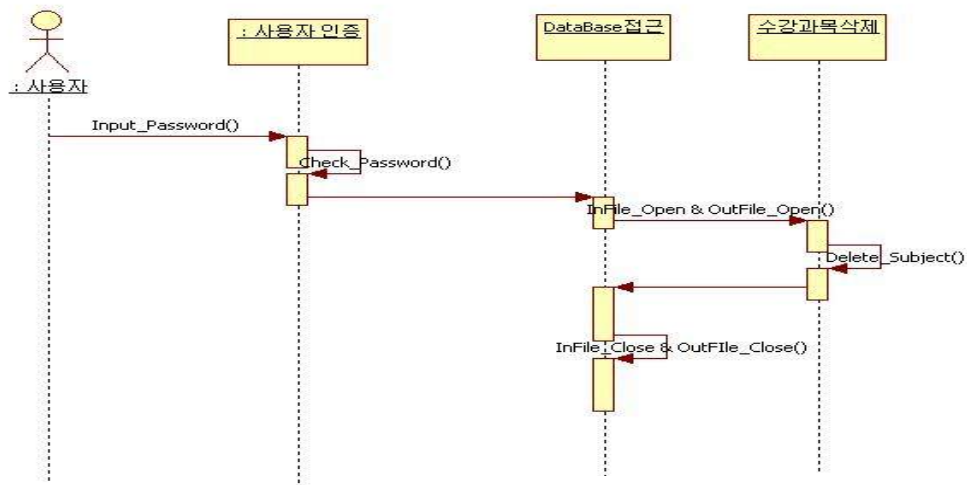 : 사용자
: 사용자 인증
DataBase접근
수강과목삭제
Input_Password()
Check_Password()
InFile_Open & OutFile_Open()
Delete_Subject()
InFile_Close & OutFIle_Close()